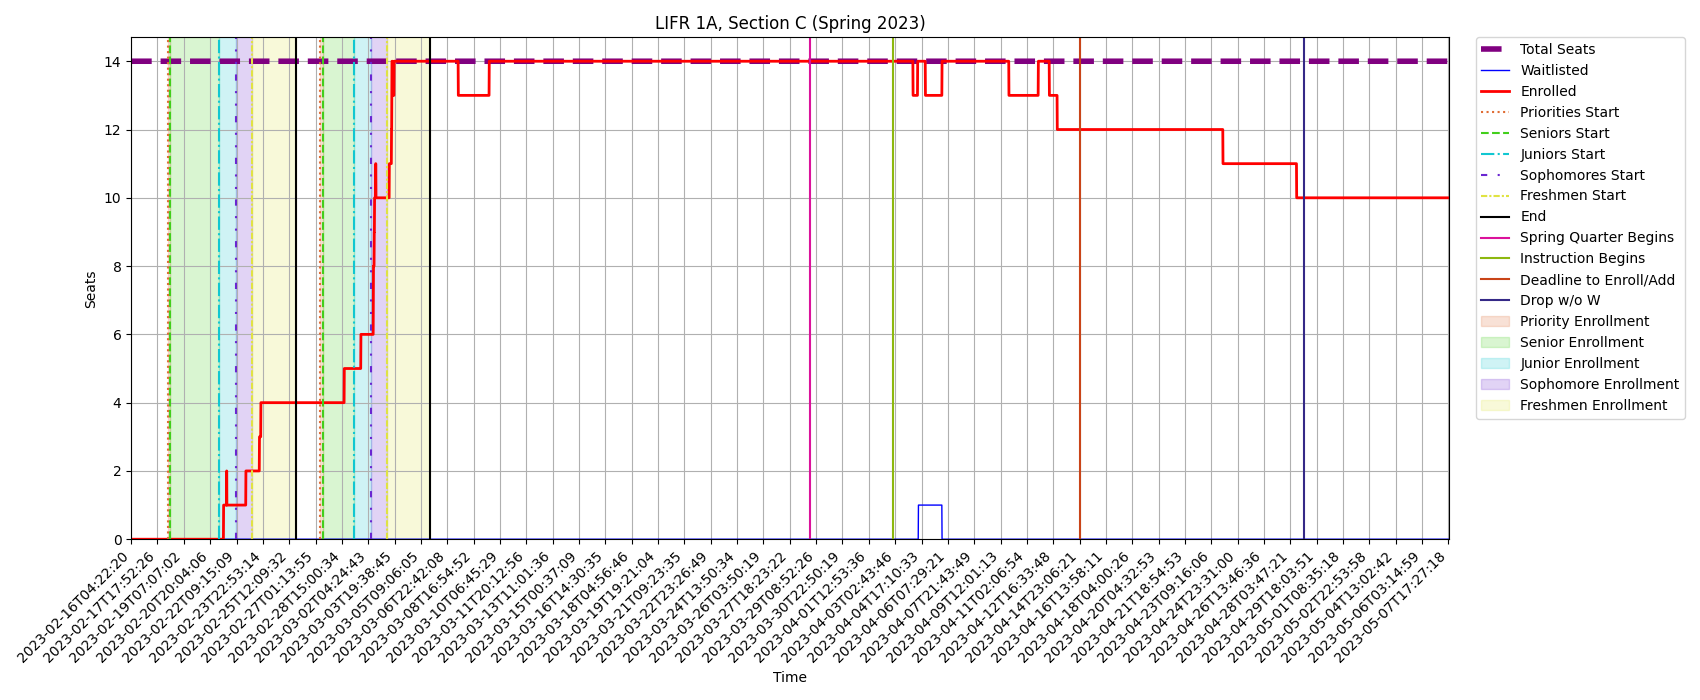 LIFR 1A, Section C (Spring 2023)
Seats
14
12
10
8
6
4
2
0
2023-02-16T04:22:20
2023-02-17T17:52:26
2023-02-19T07:07:02
2023-02-20T20:04:06
2023-02-22T09:15:09
2023-02-23T22:53:14
2023-02-25T12:09:32
2023-02-27T01:13:55
2023-02-28T15:00:34
2023-03-02T04:24:43
2023-03-03T19:38:45
2023-03-05T09:06:05
2023-03-06T22:42:08
2023-03-08T16:54:52
2023-03-10T06:45:29
2023-03-11T20:12:56
2023-03-13T11:01:36
2023-03-15T00:37:09
2023-03-16T14:30:35
2023-03-18T04:56:46
2023-03-19T19:21:04
2023-03-21T09:23:35
2023-03-22T23:26:49
2023-03-24T13:50:34
2023-03-26T03:50:19
2023-03-27T18:23:22
2023-03-29T08:52:26
2023-03-30T22:50:19
2023-04-01T12:53:36
2023-04-03T02:43:46
2023-04-04T17:10:33
2023-04-06T07:29:21
2023-04-07T21:43:49
2023-04-09T12:01:13
2023-04-11T02:06:54
2023-04-12T16:33:48
2023-04-14T23:06:21
2023-04-16T13:58:11
2023-04-18T04:00:26
2023-04-20T04:32:53
2023-04-21T18:54:53
2023-04-23T09:16:06
2023-04-24T23:31:00
2023-04-26T13:46:36
2023-04-28T03:47:21
2023-04-29T18:03:51
2023-05-01T08:35:18
2023-05-02T22:53:58
2023-05-04T13:02:42
2023-05-06T03:14:59
2023-05-07T17:27:18
Time
Total Seats
Waitlisted
Enrolled
Priorities Start
Seniors Start
Juniors Start
Sophomores Start
Freshmen Start
End
Spring Quarter Begins
Instruction Begins
Deadline to Enroll/Add
Drop w/o W
Priority Enrollment
Senior Enrollment
Junior Enrollment
Sophomore Enrollment
Freshmen Enrollment